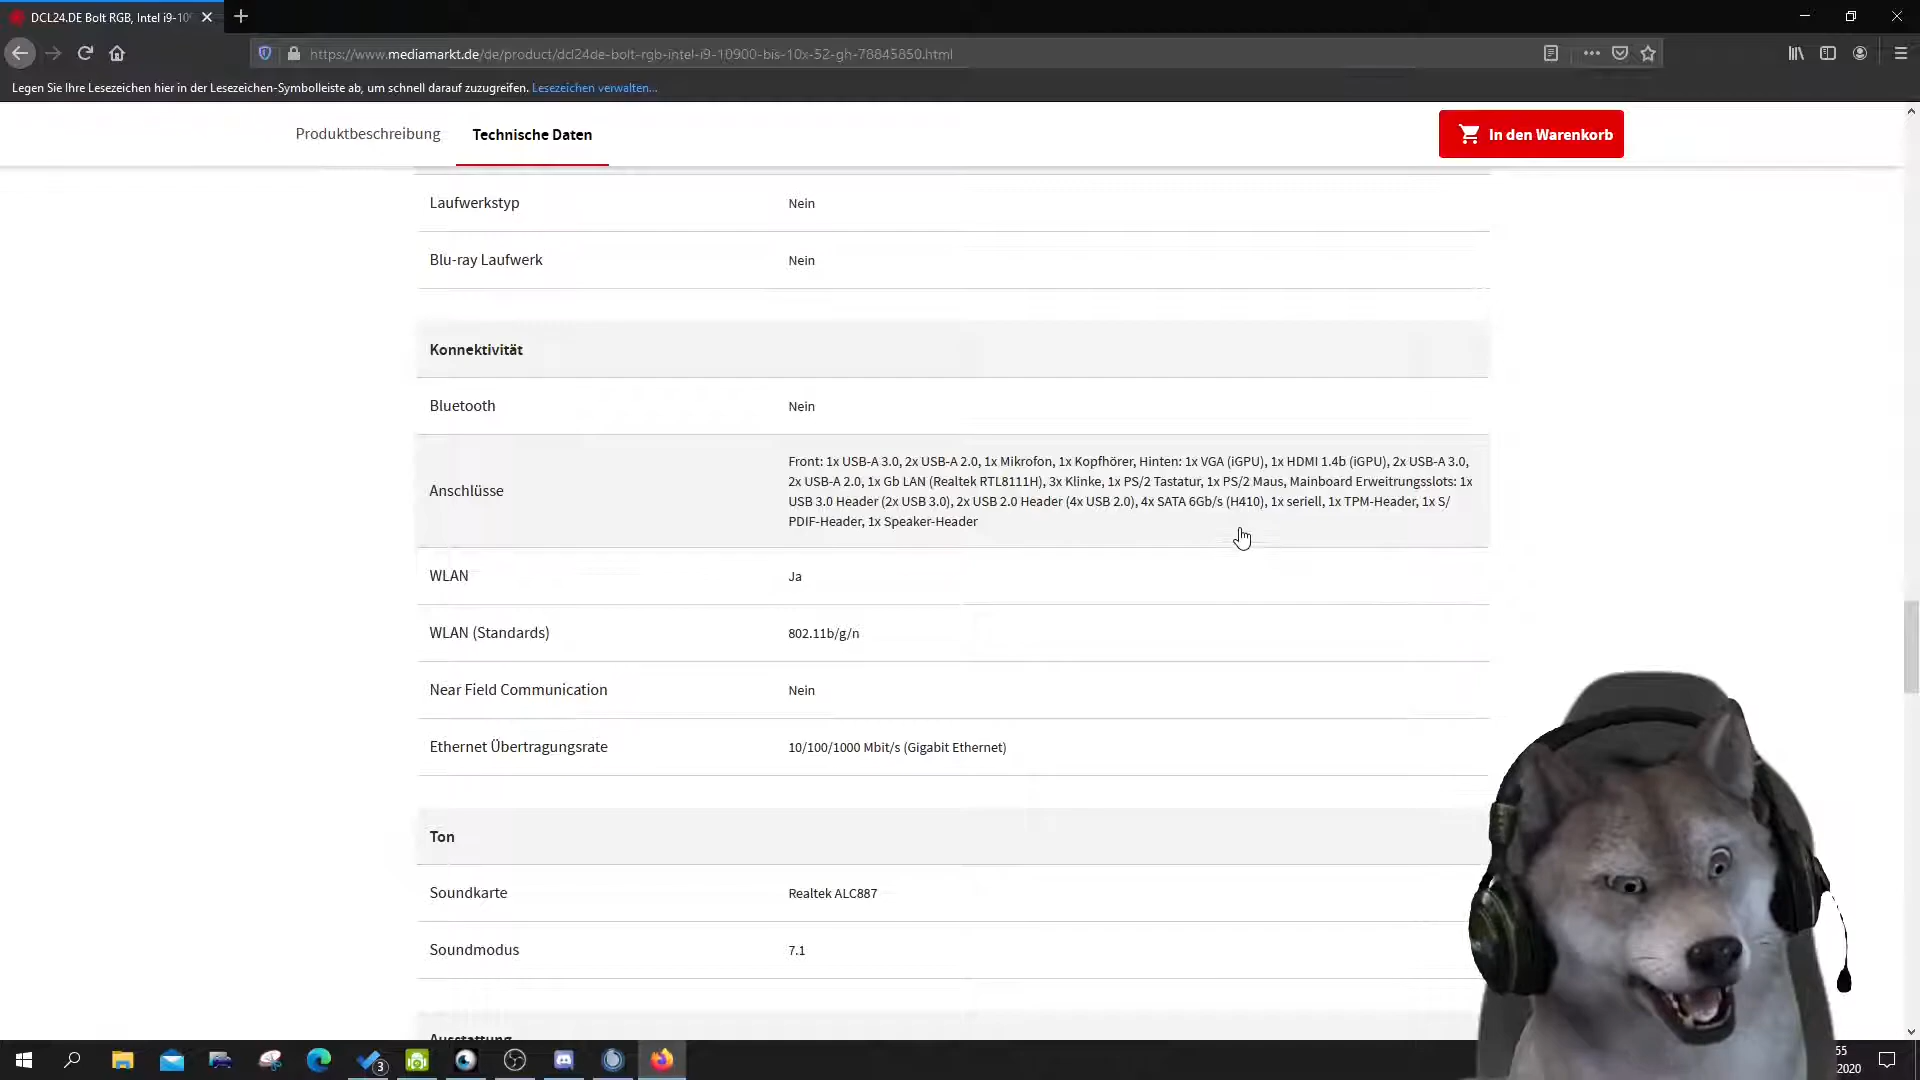 DCL24.DE Bolt RGB, Intel i9-10
https://www.mediamarkt.de/de/product/dcl24de-bolt-rgb-intel-i9-10900-bis-10x-52-gh-78845850.html
Legen Sie Ihre Lesezeichen hier in der Lesezeichen-Symbolleiste ab, um schnell darauf zuzugreifen. Lesezeichen verwalten...
Produktbeschreibung
Technische Daten
In den Warenkorb
Laufwerkstyp Nein
Blu-ray Laufwerk Nein
Konnektivität
Bluetooth Nein
Anschlüsse
Front: 1x USB-A 3.0, 2x USB-A 2.0, 1x Mikrofon, 1x Kopfhörer, Hinten: 1x VGA (iGPU), 1x HDMI 1.4b (iGPU), 2x USB-A 3.0,
2x USB-A 2.0, 1x Gb LAN (Realtek RTL8111H), 3x Klinke, 1x PS/2 Tastatur, 1x PS/2 Maus, Mainboard Erweitrungsslots: 1x
USB 3.0 Header (2x USB 3.0), 2x USB 2.0 Header (4x USB 2.0), 4x SATA 6Gb/s (H410), 1x seriell, 1x TPM-Header, 1x S/
PDIF-Header, 1x Speaker-Header
WLAN Ja
WLAN (Standards) 802.11b/g/n
Near Field Communication Nein
Ethernet Übertragungsrate 10/100/1000 Mbit/s (Gigabit Ethernet)
Ton
Soundkarte Realtek ALC887
Soundmodus 7.1
Ausstattung
3
55
2020